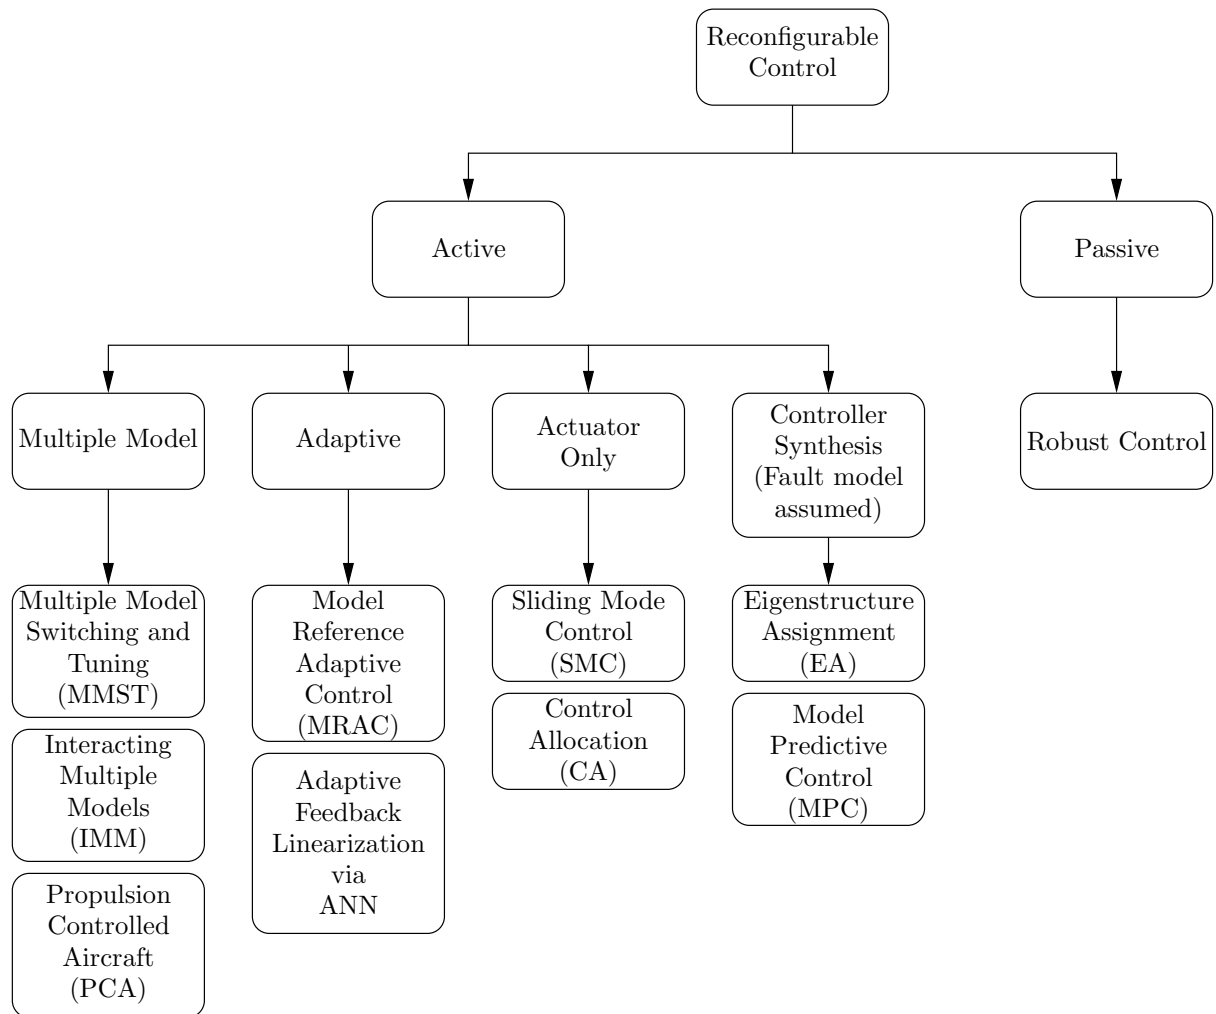 Reconfigurable
Control
Active
Passive
Multiple Model
Adaptive
Actuator
Only
Controller
Synthesis
(Fault model
assumed)
Robust Control
Multiple Model
Switching and
Tuning
(MMST)
Interacting
Multiple
Models
(IMM)
Propulsion
Controlled
Aircraft
(PCA)
Model
Reference
Adaptive
Control
(MRAC)
Adaptive
Feedback
Linearization
via
ANN
Sliding Mode
Control
(SMC)
Control
Allocation
(CA)
Eigenstructure
Assignment
(EA)
Model
Predictive
Control
(MPC)